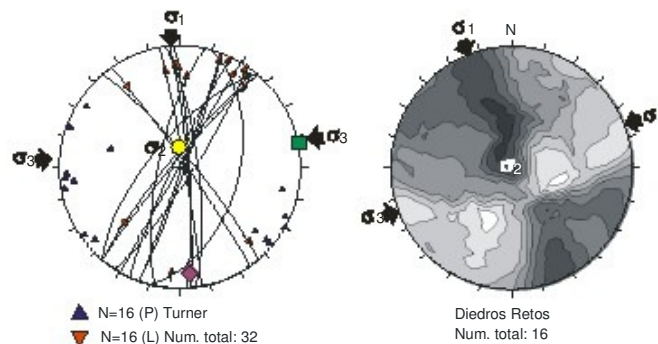 σ1
σ2
σ3
σ3
▲ N=16 (P) Turner
▼ N=16 (L) Num. total: 32
σ1
N
σ
2
σ3
Diedros Retos
Num. total: 16